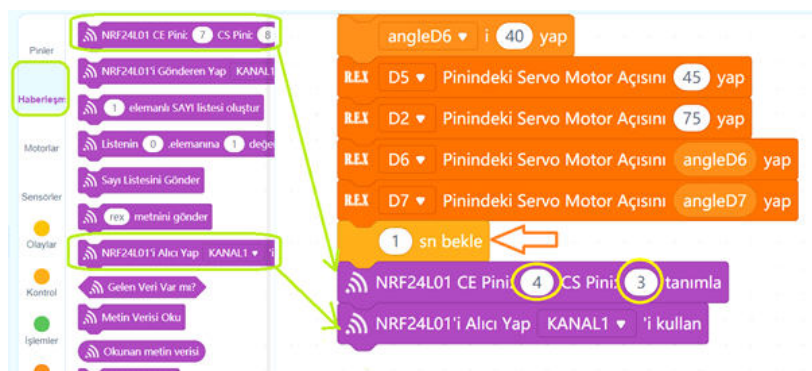 Pinler
Haberleşm
Motorlar
Sensörler
Olaylar
Kontrol
İşlemler
NRF24L01 CE Pini: 7 CS Pini: 8
NRF24L01'i Gönderen Yap KANAL1
1 elemanlı SAYI listesi oluştur
Listenin 0 .elemanına 1 değe
Sayı Listesini Gönder
rex metnini gönder
NRF24L01'i Alıcı Yap KANAL1 'i
Gelen Veri Var mı?
Metin Verisi Oku
Okunan metin verisi
angleD6 i 40 yap
REX D5 Pinindeki Servo Motor Açısını 45 yap
REX D2 Pinindeki Servo Motor Açısını 75 yap
REX D6 Pinindeki Servo Motor Açısını angleD6 yap
REX D7 Pinindeki Servo Motor Açısını angleD7 yap
1 sn bekle
NRF24L01 CE Pini: 4 CS Pini: 3 tanımla
NRF24L01'i Alıcı Yap KANAL1 'i kullan